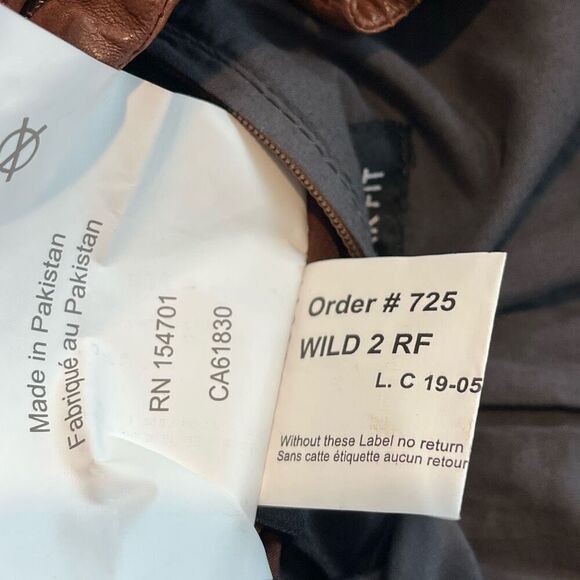 Made in Pakistan
Fabriqué au Pakistan
RN 154701
CA61830
FIT
Order # 725
WILD 2 RF
L. C 19-05
Without these Label no return
Sans catte étiquette aucun retour